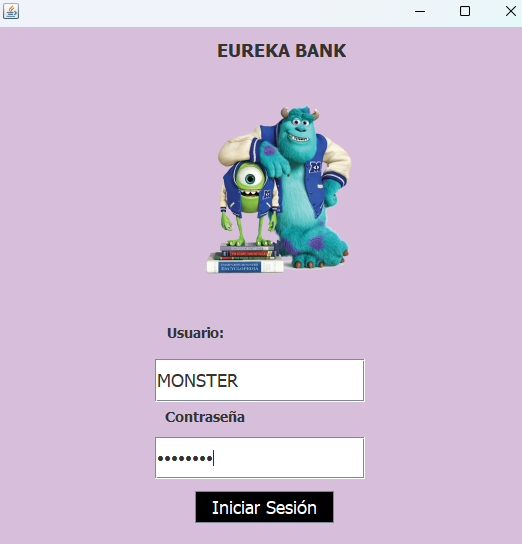 EUREKA BANK
Usuario:
MONSTER
Contraseña
••••••••
Iniciar Sesión